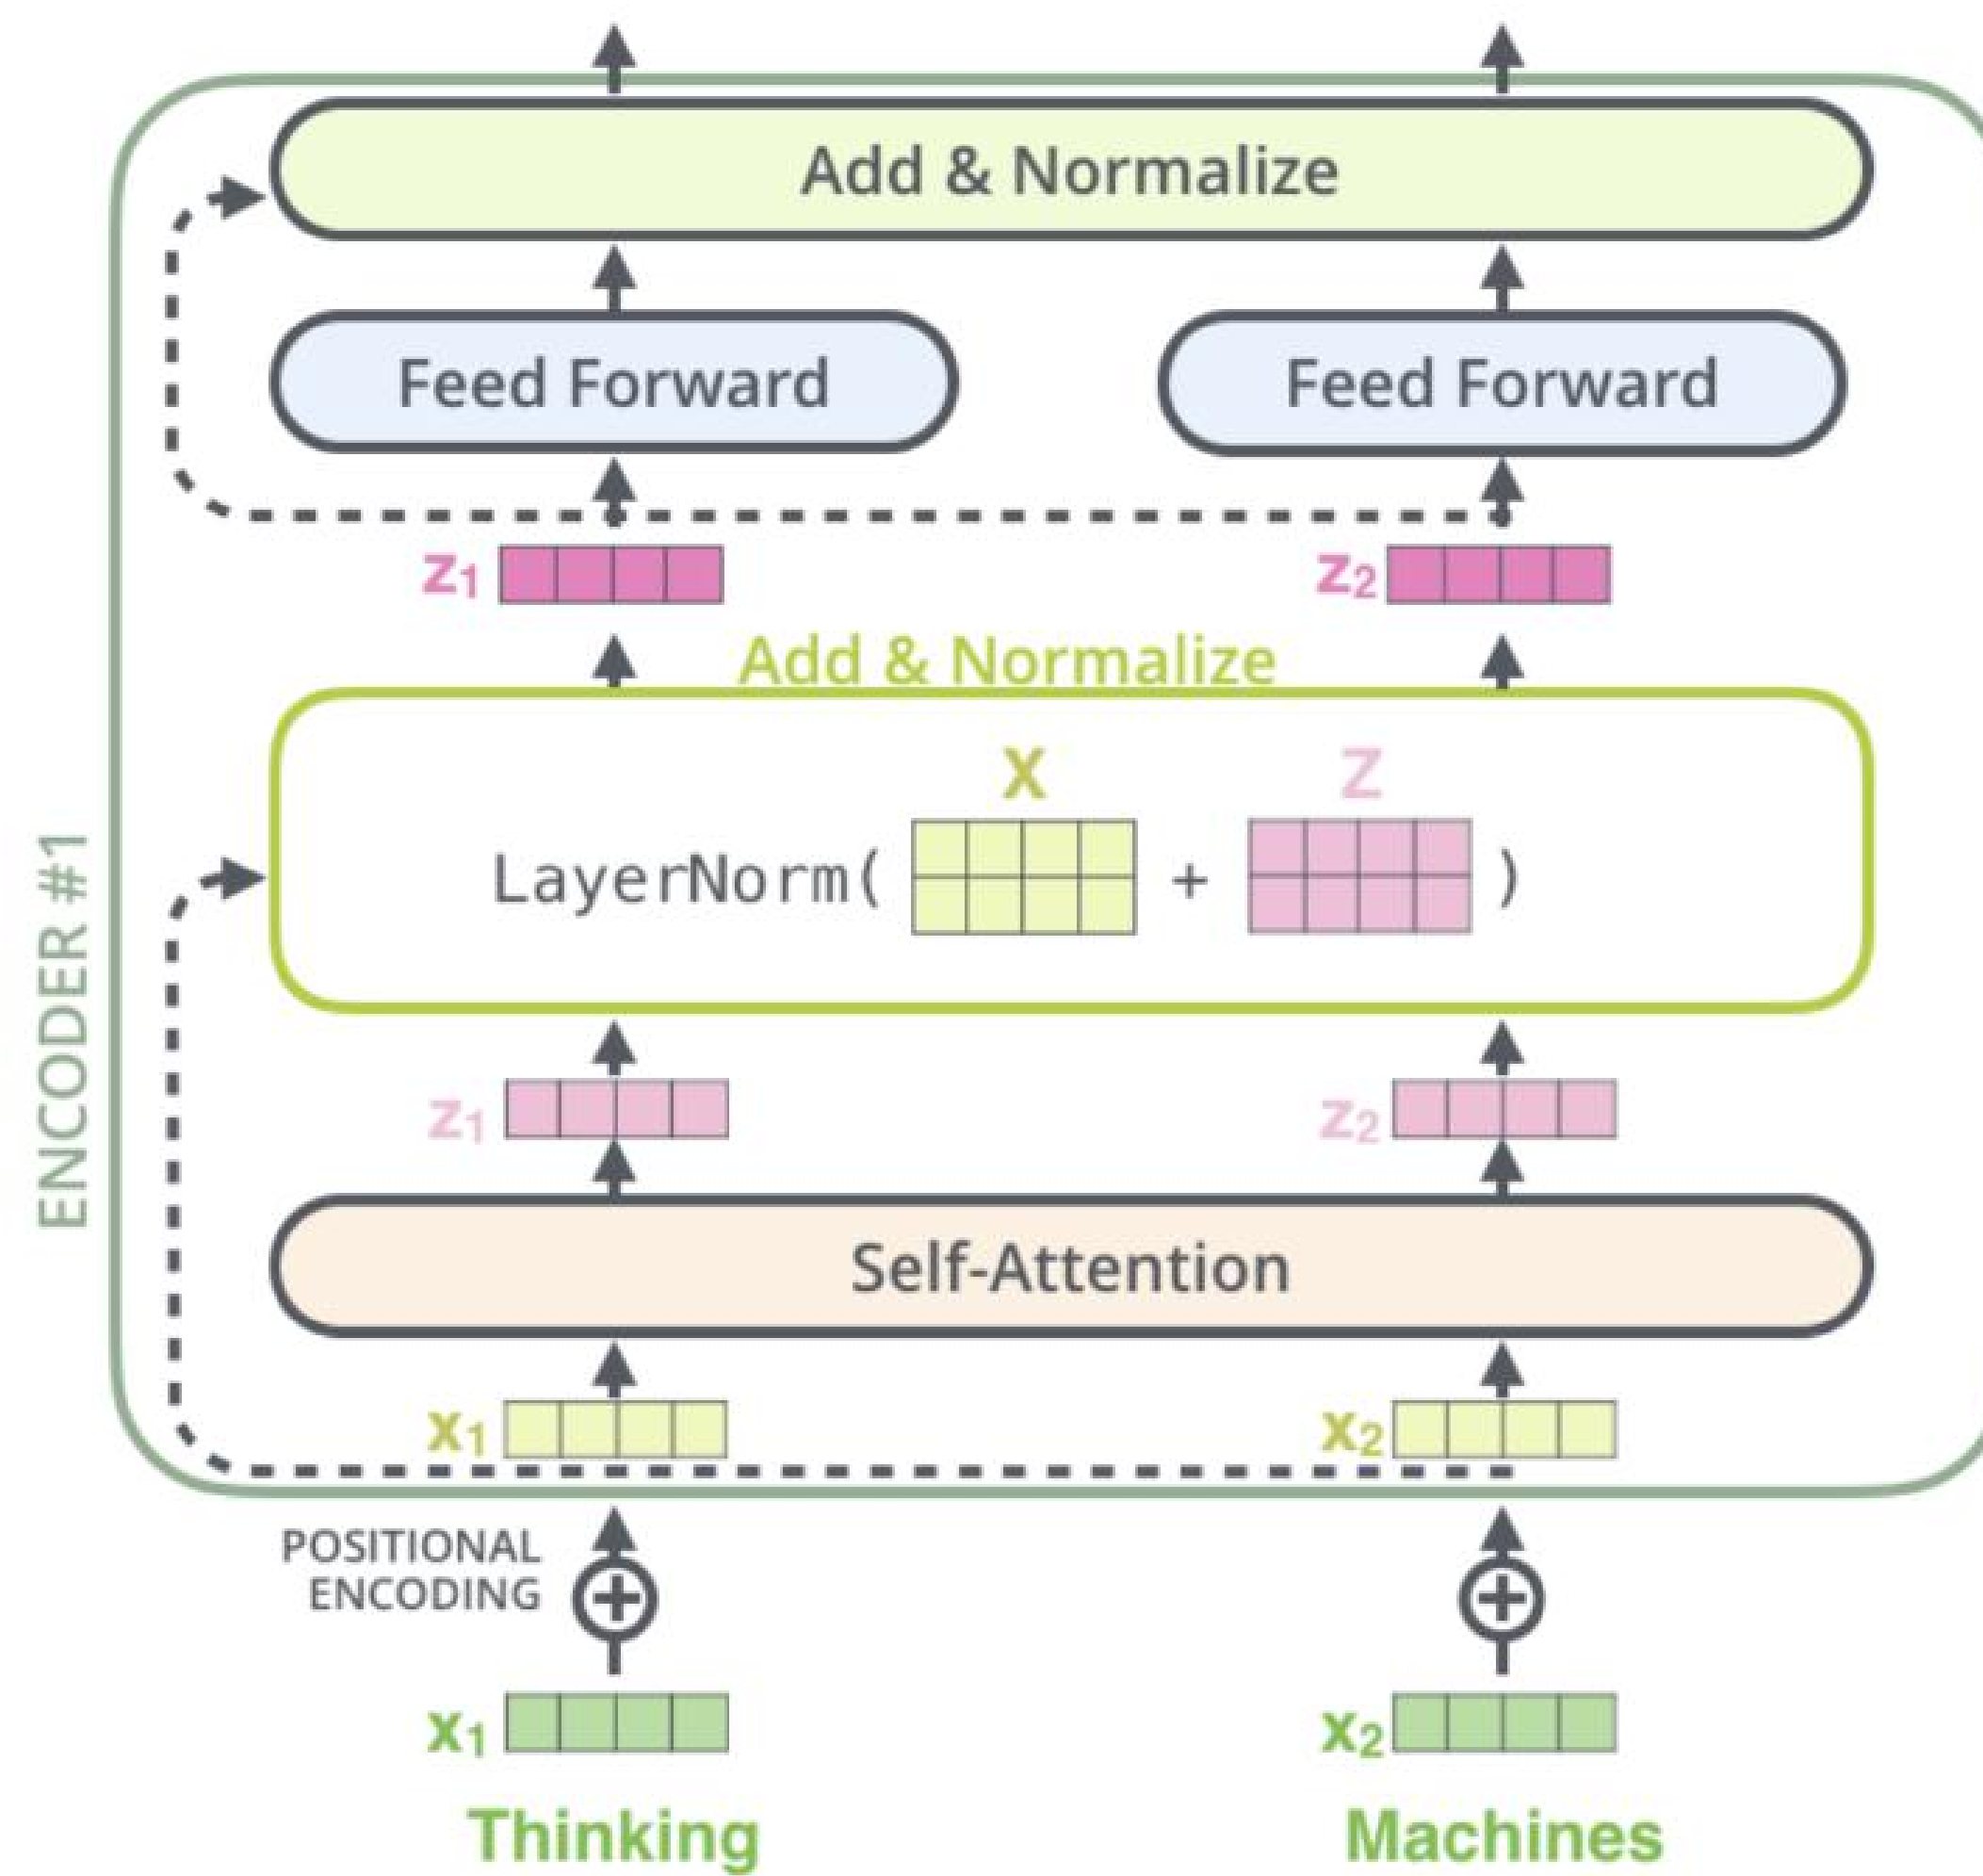 Add & Normalize
Feed Forward
Feed Forward
z1
z2
Add & Normalize
X
Z
LayerNorm( + )
ENCODER #1
z1
z2
Self-Attention
x1
x2
POSITIONAL
ENCODING
x1
x2
Thinking
Machines